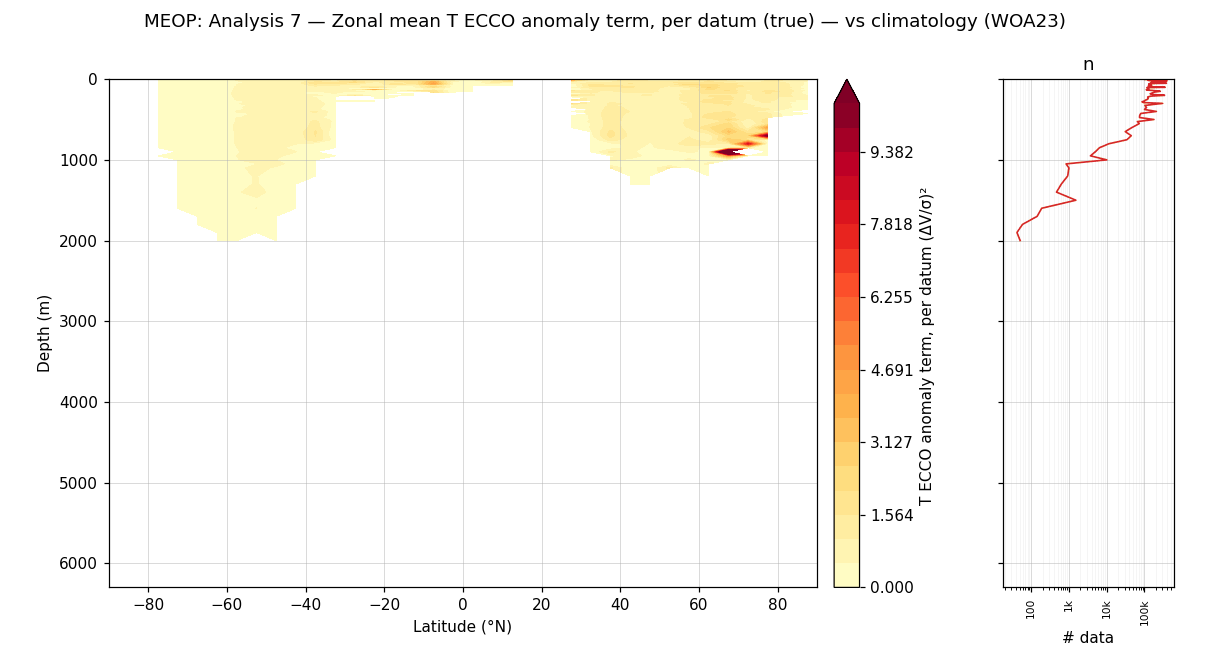 MEOP: Analysis 7 — Zonal mean T ECCO anomaly term, per datum (true) — vs climatology (WOA23)
n
0
1000
2000
3000
4000
5000
6000
Depth (m)
−80
−60
−40
−20
0
20
40
60
80
Latitude (°N)
9.382
7.818
6.255
4.691
3.127
1.564
0.000
T ECCO anomaly term, per datum (ΔV/σ)²
100
1k
10k
100k
# data